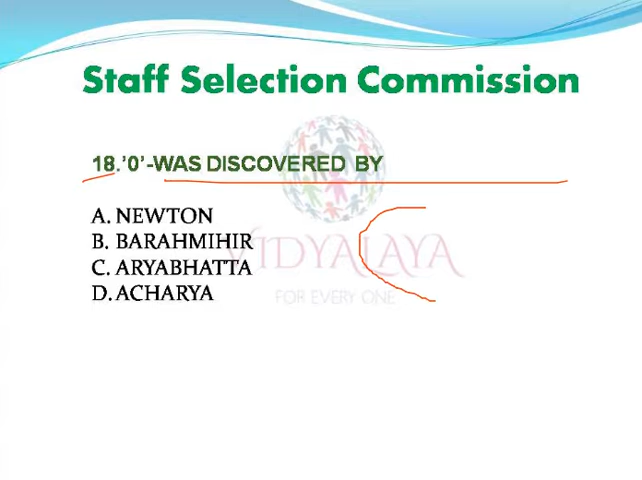 Staff Selection Commission
18.’0’-WAS DISCOVERED BY
A. NEWTON
B. BARAHMIHIR
C. ARYABHATTA
D. ACHARYA
VIDYALAYA
FOR EVERY ONE